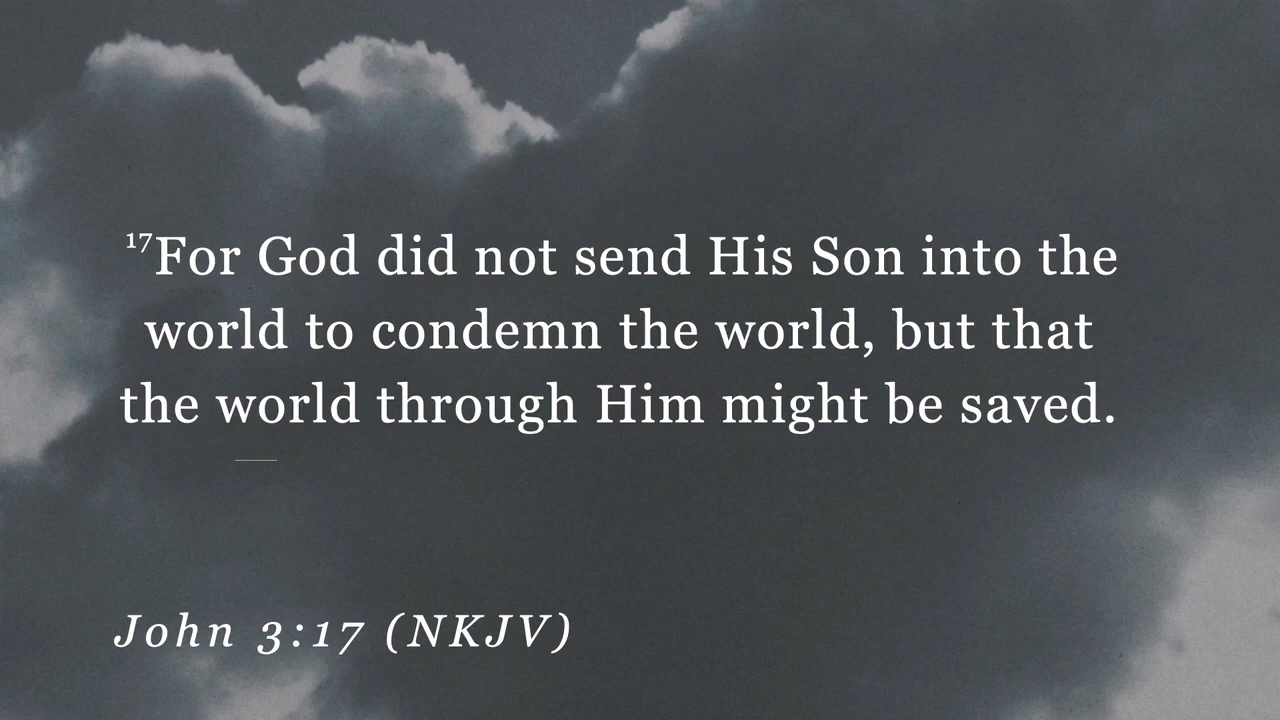 ¹⁷For God did not send His Son into the
world to condemn the world, but that
the world through Him might be saved.
John 3:17 (NKJV)